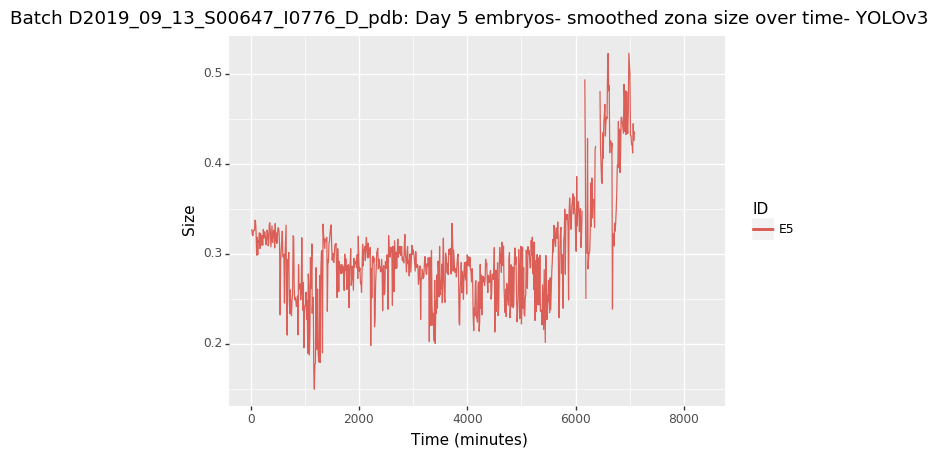 Batch D2019_09_13_S00647_I0776_D_pdb: Day 5 embryos- smoothed zona size over time- YOLOv3
0.5
0.4
0.3
0.2
Size
0
2000
4000
6000
8000
Time (minutes)
ID
E5